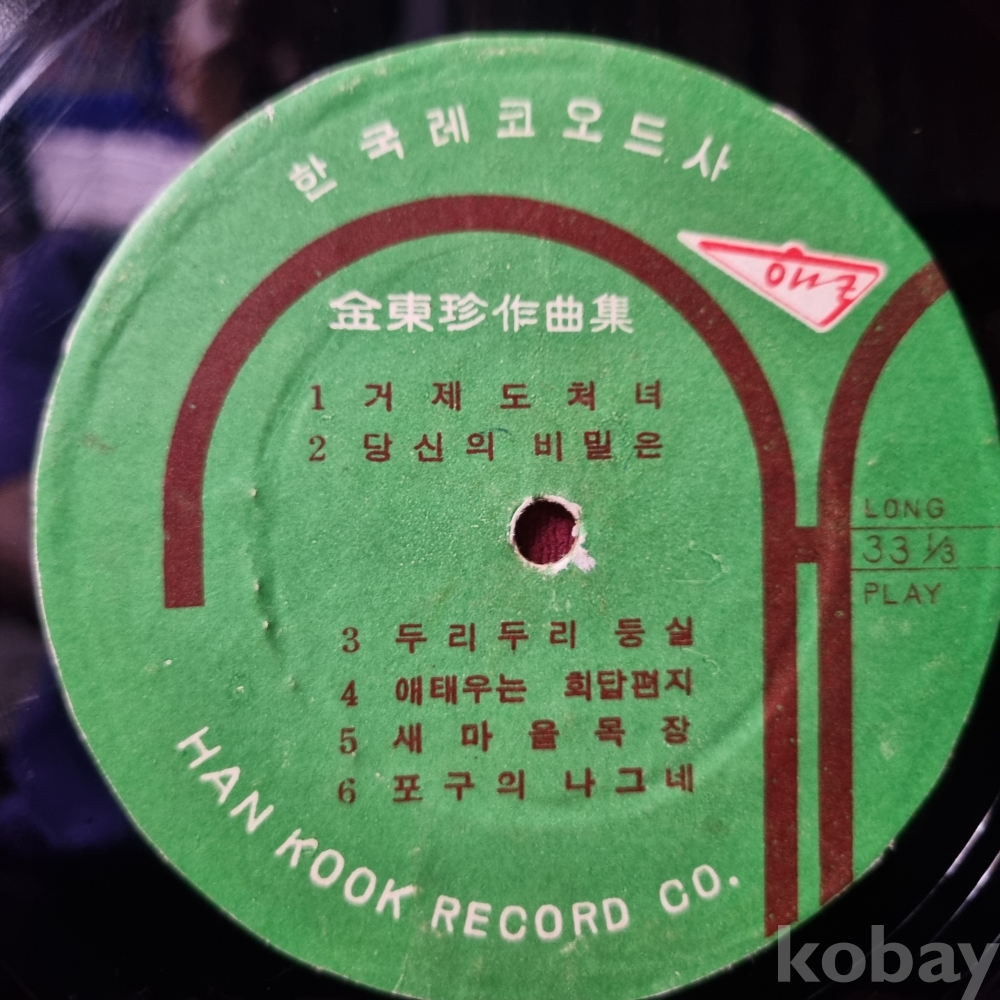 한국레코오드사
애곡
金東珍作曲集
1 거제도처녀
2 당신의 비밀은
LONG
33 1/3
PLAY
3 두리두리 둥실
4 애태우는 회답편지
5 새마을목장
6 포구의 나그네
HAN KOOK RECORD CO.
kobay